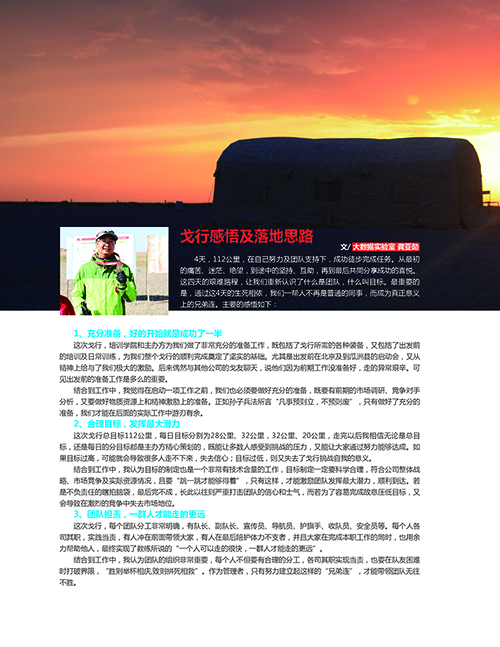 戈行感悟及落地思路
文/ 大数据实验室 龚亚勋
4天，112公里，在自己努力及团队支持下，成功徒步完成任务。从最初
的痛苦、迷茫、绝望，到途中的坚持、互助，再到最后共同分享成功的喜悦。
这四天的艰难路程，让我们重新认识了什么是团队，什么叫目标。最重要的
是，通过这4天的生死相依，我们一帮人不再是普通的同事，而成为真正意义
上的兄弟连。主要的感悟如下：
1、充分准备，好的开始就是成功了一半
这次戈行，培训学院和主办方为我们做了非常充分的准备工作，既包括了戈行所需的各种装备，又包括了出发前
的培训及日常训练，为我们整个戈行的顺利完成奠定了坚实的基础。尤其是出发前在北京及到瓜洲县的启动会，又从
精神上给与了我们极大的激励。后来偶然与其他公司的戈友聊天，说他们因为前期工作没准备好，走的异常艰辛。可
见出发前的准备工作是多么的重要。
结合到工作中，我觉得在启动一项工作之前，我们也必须要做好充分的准备，既要有前期的市场调研、竞争对手
分析，又要做好物质资源上和精神激励上的准备。正如孙子兵法所言“凡事预则立，不预则废”，只有做好了充分的
准备，我们才能在后面的实际工作中游刃有余。
2、合理目标，发挥最大潜力
这次戈行总目标112公里，每日目标分别为28公里、32公里，32公里、20公里，走完以后我相信无论是总目
标，还是每日的分目标都是主办方精心策划的，既能让多数人感受到挑战的压力，又能让大家通过努力能够达成。如
果目标过高，可能就会导致很多人走不下来，失去信心；目标过低，则又失去了戈行挑战自我的意义。
结合到工作中，我认为目标的制定也是一个非常有技术含量的工作，目标制定一定要科学合理，符合公司整体战
略、市场竞争及实际资源情况，且要“跳一跳才能够得着”，只有这样，才能激励团队发挥最大潜力，顺利到达。若
是不负责任的瞎拍脑袋，最后完不成，长此以往则严重打击团队的信心和士气，而若为了容易完成故意压低目标，又
会导致在激烈的竞争中失去市场地位。
3、团队担责，一群人才能走的更远
这次戈行，每个团队分工非常明确，有队长、副队长、宣传员、导航员、护旗手、收队员、安全员等。每个人各
司其职，实践当责，有人冲在前面带领大家，有人在最后陪护体力不支者，并且大家在完成本职工作的同时，也用余
力帮助他人，最终实现了教练所说的“一个人可以走的很快，一群人才能走的更远”。
结合到工作中，我认为团队的组织非常重要，每个人不但要有合理的分工，各司其职实现当责，也要在队友困难
时打破界限，“胜则举杯相庆,败则拼死相救”。作为管理者，只有努力建立起这样的“兄弟连”，才能带领团队无往
不胜。